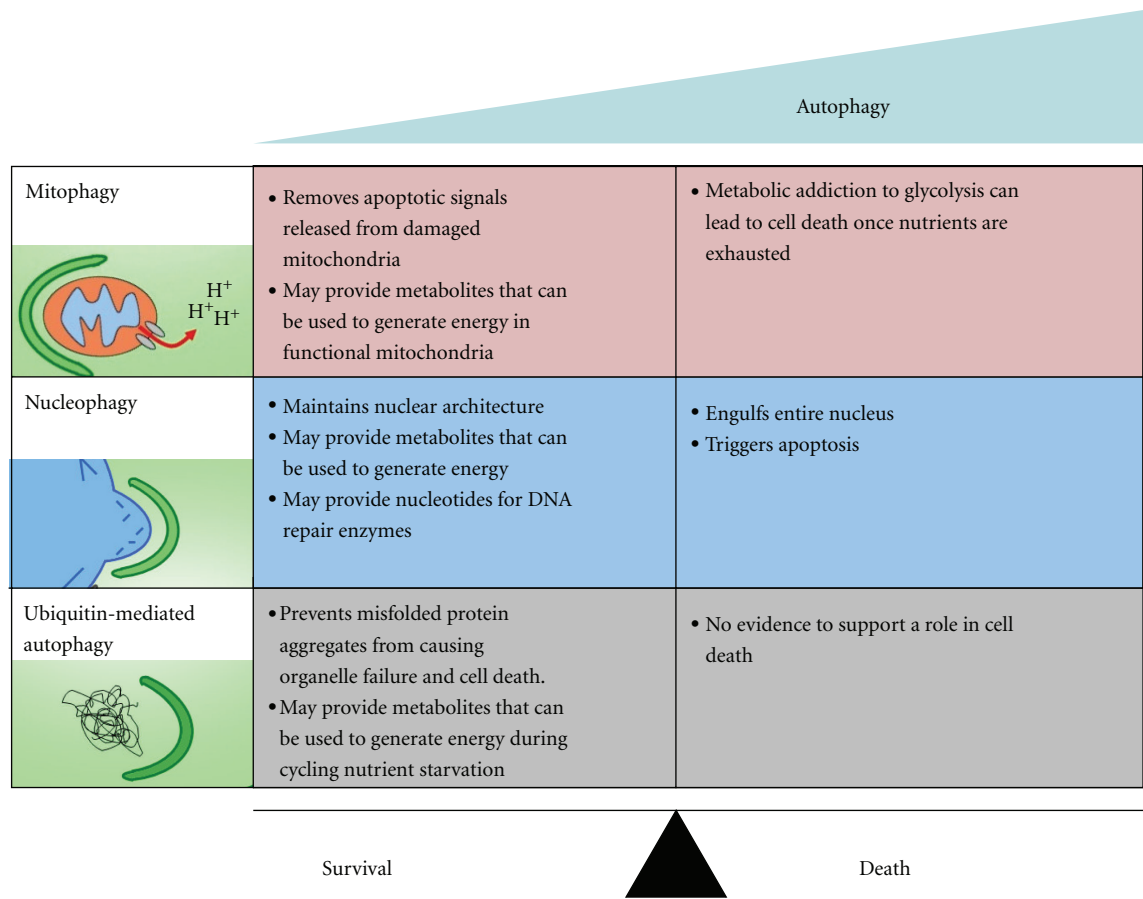 Autophagy
Mitophagy
H+
H+H+
• Removes apoptotic signals
released from damaged
mitochondria
• May provide metabolites that can
be used to generate energy in
functional mitochondria
• Metabolic addiction to glycolysis can
lead to cell death once nutrients are
exhausted
Nucleophagy
• Maintains nuclear architecture
• May provide metabolites that can
be used to generate energy
• May provide nucleotides for DNA
repair enzymes
• Engulfs entire nucleus
• Triggers apoptosis
Ubiquitin-mediated
autophagy
• Prevents misfolded protein
aggregates from causing
organelle failure and cell death.
• May provide metabolites that can
be used to generate energy during
cycling nutrient starvation
• No evidence to support a role in cell
death
Survival
Death